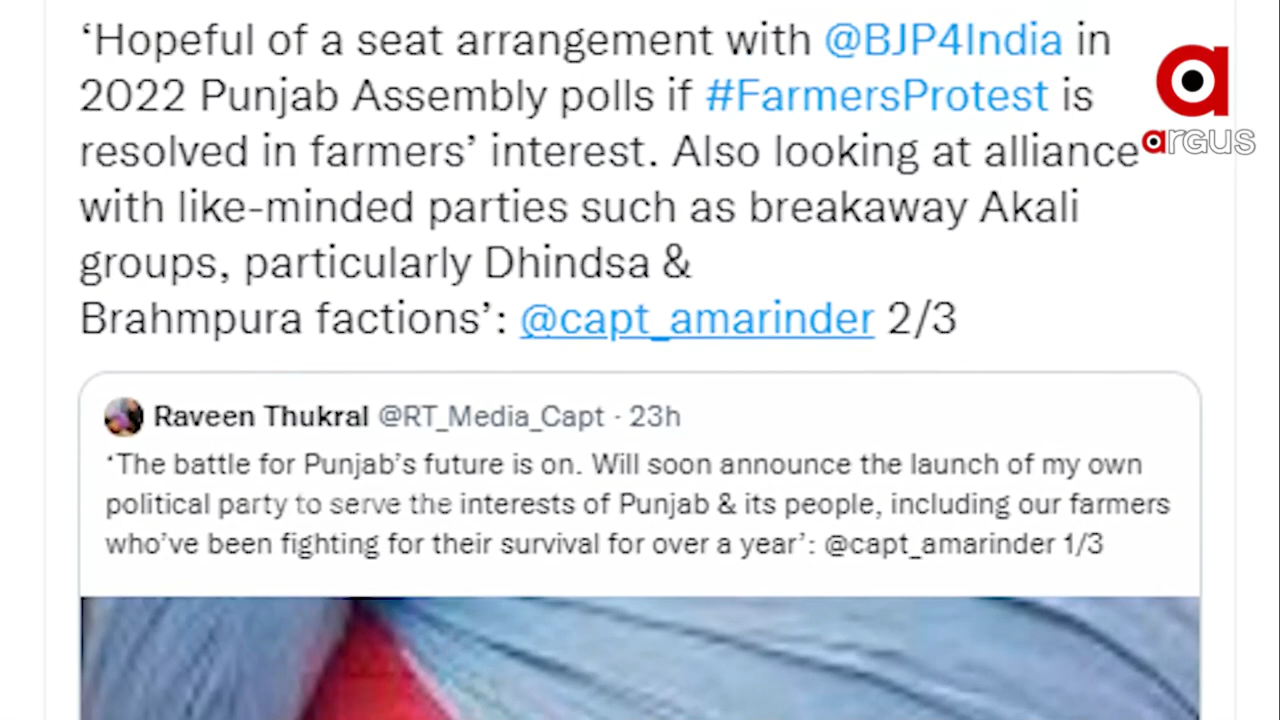 ‘Hopeful of a seat arrangement with @BJP4India in
2022 Punjab Assembly polls if #FarmersProtest is
resolved in farmers’ interest. Also looking at alliance
with like-minded parties such as breakaway Akali
groups, particularly Dhindsa &
Brahmpura factions’: @capt_amarinder 2/3
a
argus
Raveen Thukral @RT_Media_Capt · 23h
‘The battle for Punjab’s future is on. Will soon announce the launch of my own
political party to serve the interests of Punjab & its people, including our farmers
who’ve been fighting for their survival for over a year’: @capt_amarinder 1/3